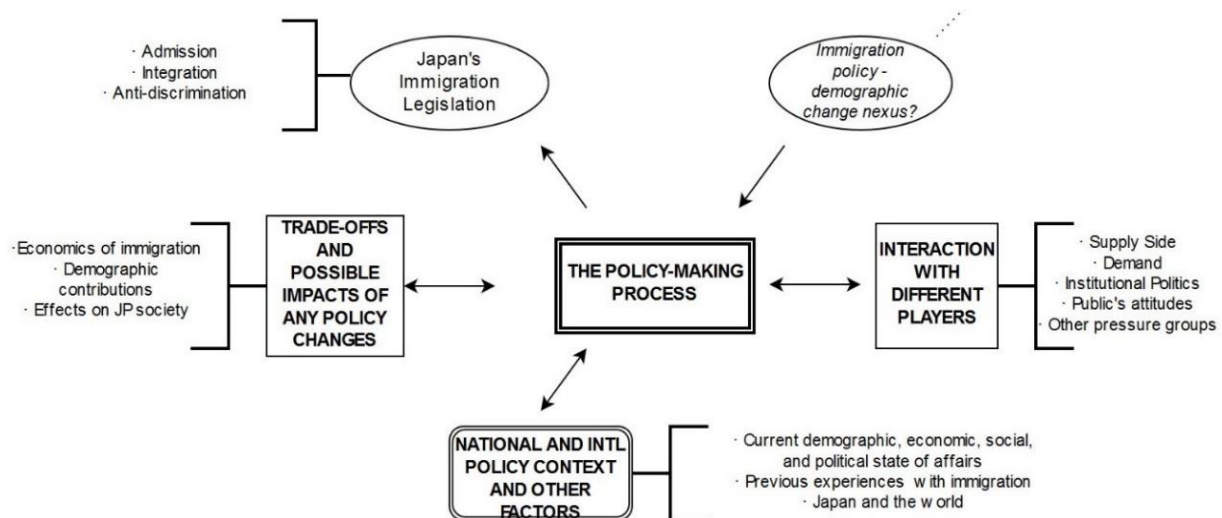 · Admission
· Integration
· Anti-discrimination
Japan's
Immigration
Legislation
Immigration
policy -
demographic
change nexus?
·Economics of immigration
· Demographic
contributions
· Effects on JP society
TRADE-OFFS
AND
POSSIBLE
IMPACTS OF
ANY POLICY
CHANGES
THE POLICY-MAKING
PROCESS
INTERACTION
WITH
DIFFERENT
PLAYERS
· Supply Side
· Demand
· Institutional Politics
· Public's attitudes
· Other pressure groups
NATIONAL AND INTL
POLICY CONTEXT
AND OTHER
FACTORS
· Current demographic, economic, social,
and political state of affairs
· Previous experiences with immigration
· Japan and the world